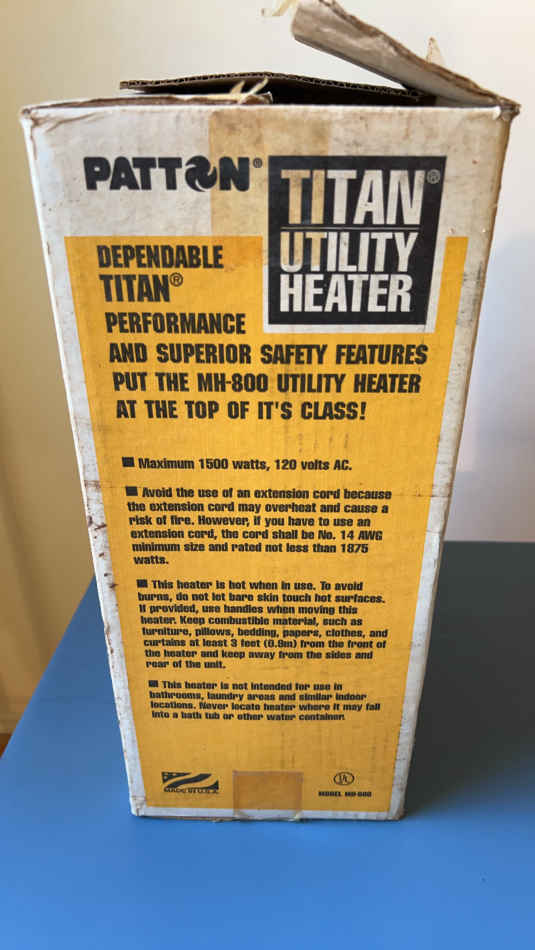 PATTON®
TITAN®
UTILITY
HEATER
DEPENDABLE
TITAN®
PERFORMANCE
AND SUPERIOR SAFETY FEATURES
PUT THE MH-800 UTILITY HEATER
AT THE TOP OF IT'S CLASS!
■ Maximum 1500 watts, 120 volts AC.
■ Avoid the use of an extension cord because
the extension cord may overheat and cause a
risk of fire. However, if you have to use an
extension cord, the cord shall be No. 14 AWG
minimum size and rated not less than 1875
watts.
■ This heater is hot when in use. To avoid
burns, do not let bare skin touch hot surfaces.
If provided, use handles when moving this
heater. Keep combustible material, such as
furniture, pillows, bedding, papers, clothes, and
curtains at least 3 feet (0.9m) from the front of
the heater and keep away from the sides and
rear of the unit.
■ This heater is not intended for use in
bathrooms, laundry areas and similar indoor
locations. Never locate heater where it may fall
into a bath tub or other water container.
MADE IN U.S.A.
UL
MODEL MH-800